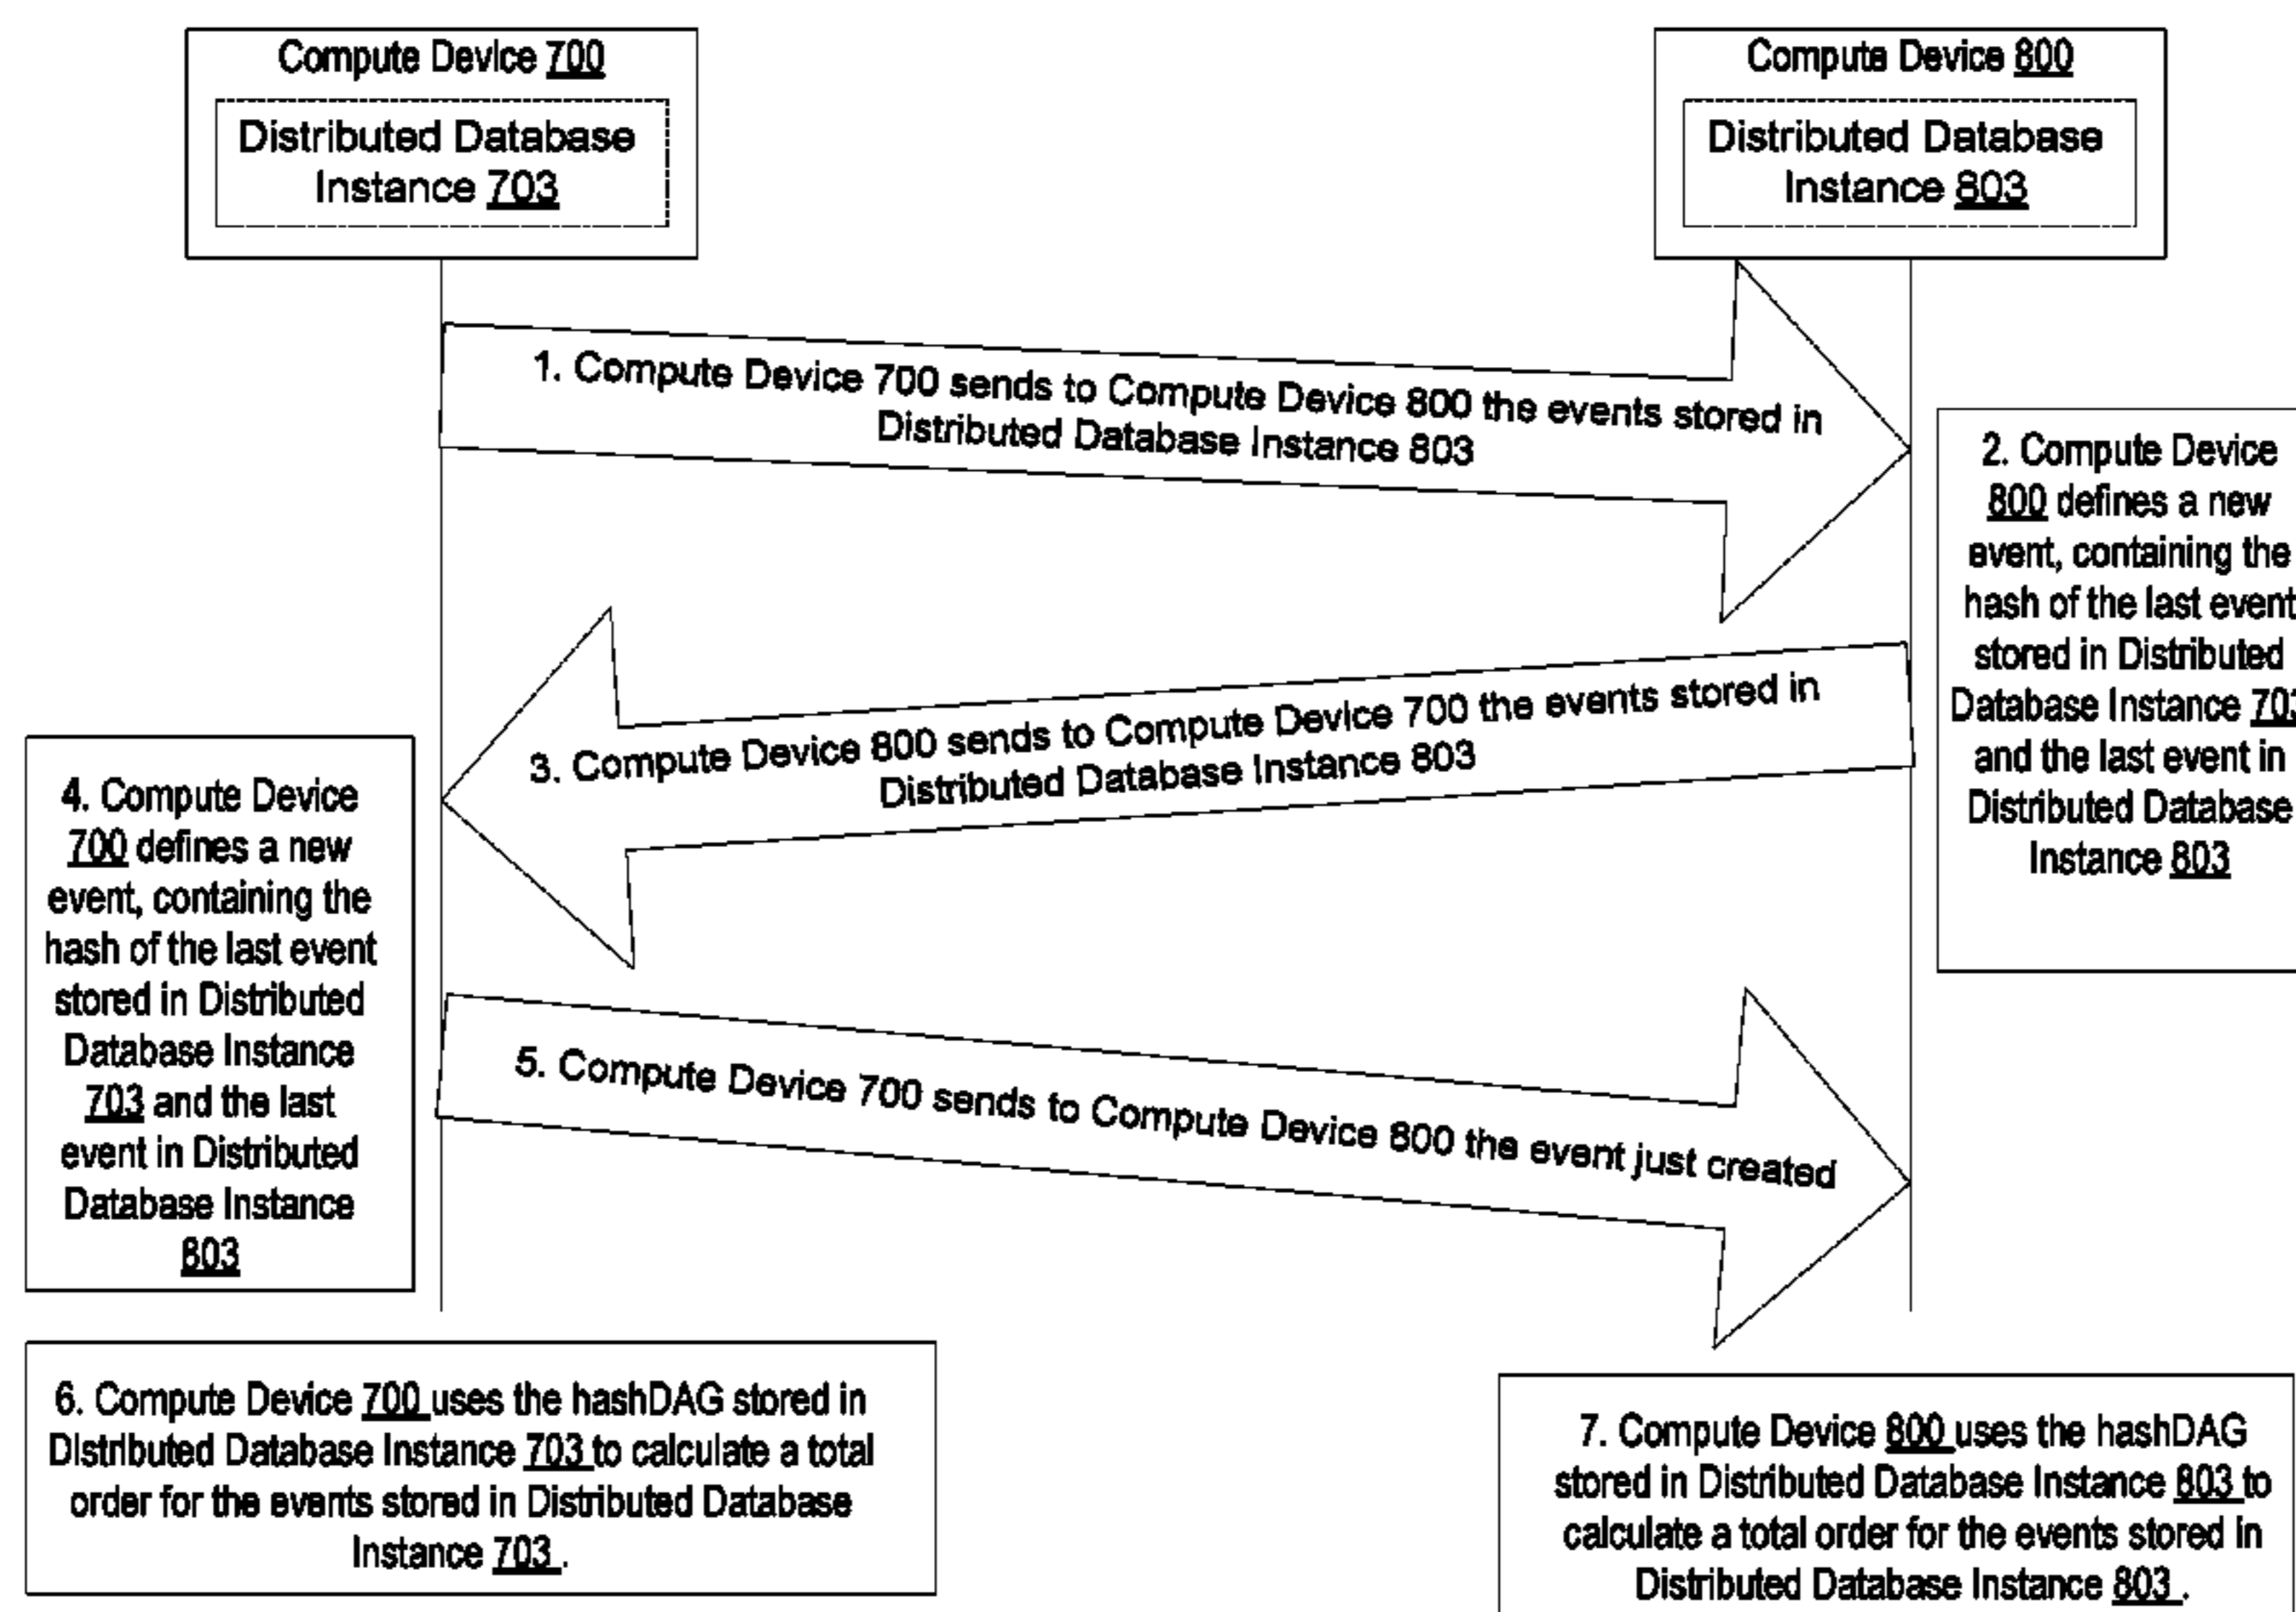 Compute Device 700
Distributed Database
Instance 703
Compute Device 800
Distributed Database
Instance 803
1. Compute Device 700 sends to Compute Device 800 the events stored in
Distributed Database Instance 803
2. Compute Device
800 defines a new
event, containing the
hash of the last event
stored in Distributed
Database Instance 703
and the last event in
Distributed Database
Instance 803
3. Compute Device 800 sends to Compute Device 700 the events stored in
Distributed Database Instance 803
4. Compute Device
700 defines a new
event, containing the
hash of the last event
stored in Distributed
Database Instance
703 and the last
event in Distributed
Database Instance
803
5. Compute Device 700 sends to Compute Device 800 the event just created
6. Compute Device 700 uses the hashDAG stored in
Distributed Database Instance 703 to calculate a total
order for the events stored in Distributed Database
Instance 703 .
7. Compute Device 800 uses the hashDAG
stored in Distributed Database Instance 803 to
calculate a total order for the events stored in
Distributed Database Instance 803 .